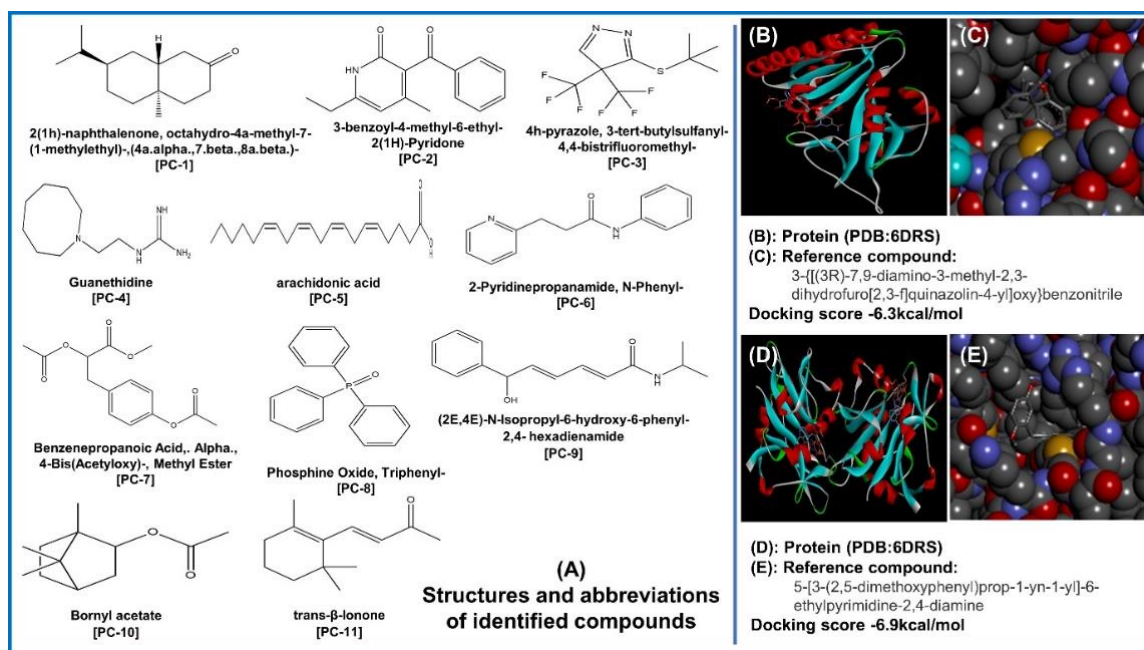 2(1h)-naphthalenone, octahydro-4a-methyl-7-
(1-methylethyl)-,(4a.alpha.,7.beta.,8a.beta.)-
[PC-1]
3-benzoyl-4-methyl-6-ethyl-
2(1H)-Pyridone
[PC-2]
4h-pyrazole, 3-tert-butylsulfanyl-
4,4-bistrifluoromethyl-
[PC-3]
Guanethidine
[PC-4]
arachidonic acid
[PC-5]
2-Pyridinepropanamide, N-Phenyl-
[PC-6]
Benzenepropanoic Acid,. Alpha.,
4-Bis(Acetyloxy)-, Methyl Ester
[PC-7]
Phosphine Oxide, Triphenyl-
[PC-8]
(2E,4E)-N-Isopropyl-6-hydroxy-6-phenyl-
2,4- hexadienamide
[PC-9]
Bornyl acetate
[PC-10]
trans-β-Ionone
[PC-11]
(A)
Structures and abbreviations
of identified compounds
(B)
(C)
(B): Protein (PDB:6DRS)
(C): Reference compound:
3-{[(3R)-7,9-diamino-3-methyl-2,3-
dihydrofuro[2,3-f]quinazolin-4-yl]oxy}benzonitrile
Docking score -6.3kcal/mol
(D)
(E)
(D): Protein (PDB:6DRS)
(E): Reference compound:
5-[3-(2,5-dimethoxyphenyl)prop-1-yn-1-yl]-6-
ethylpyrimidine-2,4-diamine
Docking score -6.9kcal/mol